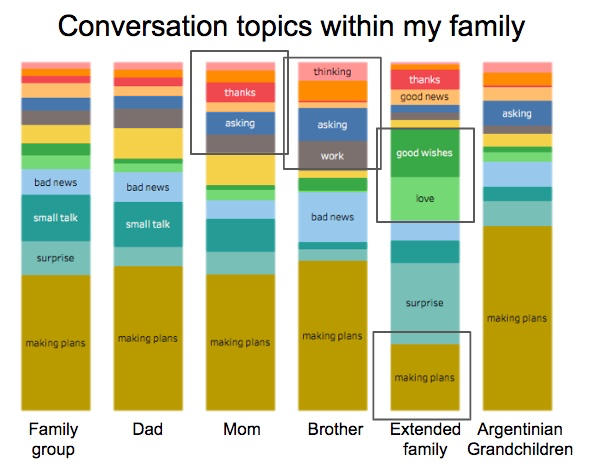 Conversation topics within my family
bad news
small talk
surprise
making plans
bad news
small talk
making plans
thanks
asking
making plans
thinking
asking
work
bad news
making plans
thanks
good news
good wishes
love
surprise
making plans
asking
making plans
Family
group
Dad
Mom
Brother
Extended
family
Argentinian
Grandchildren